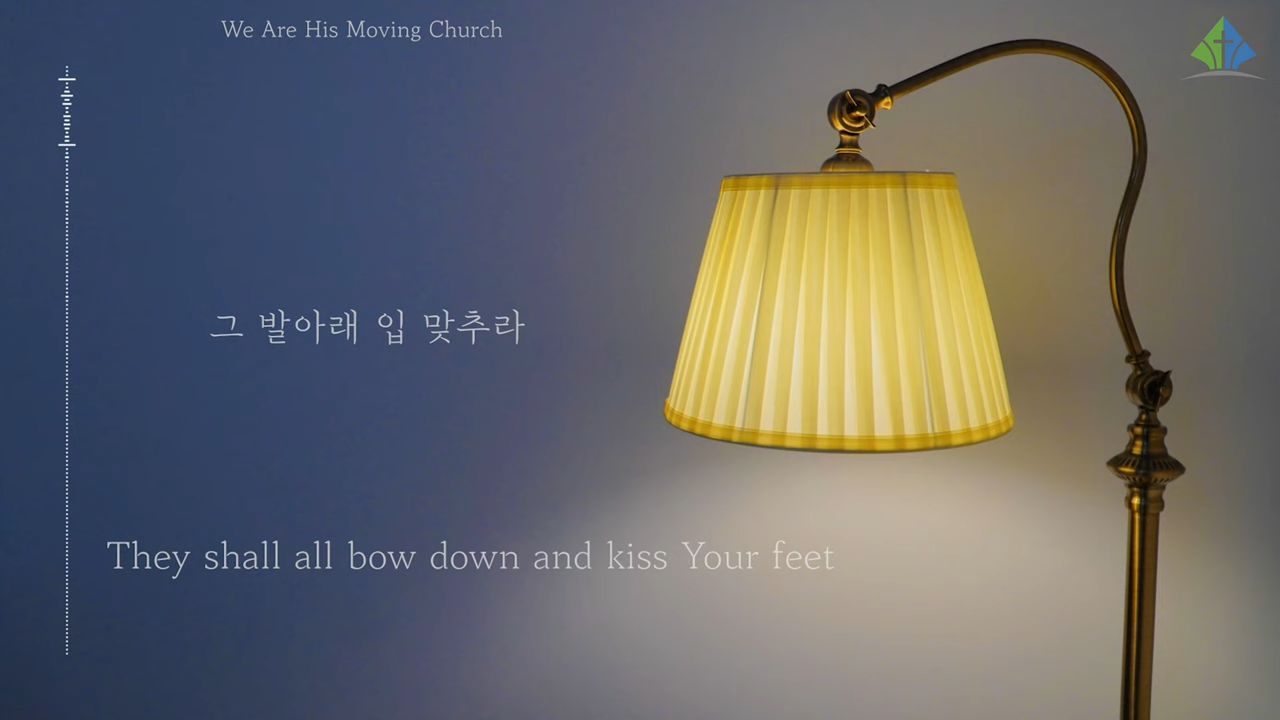 We Are His Moving Church
그 발아래 입 맞추라
They shall all bow down and kiss Your feet